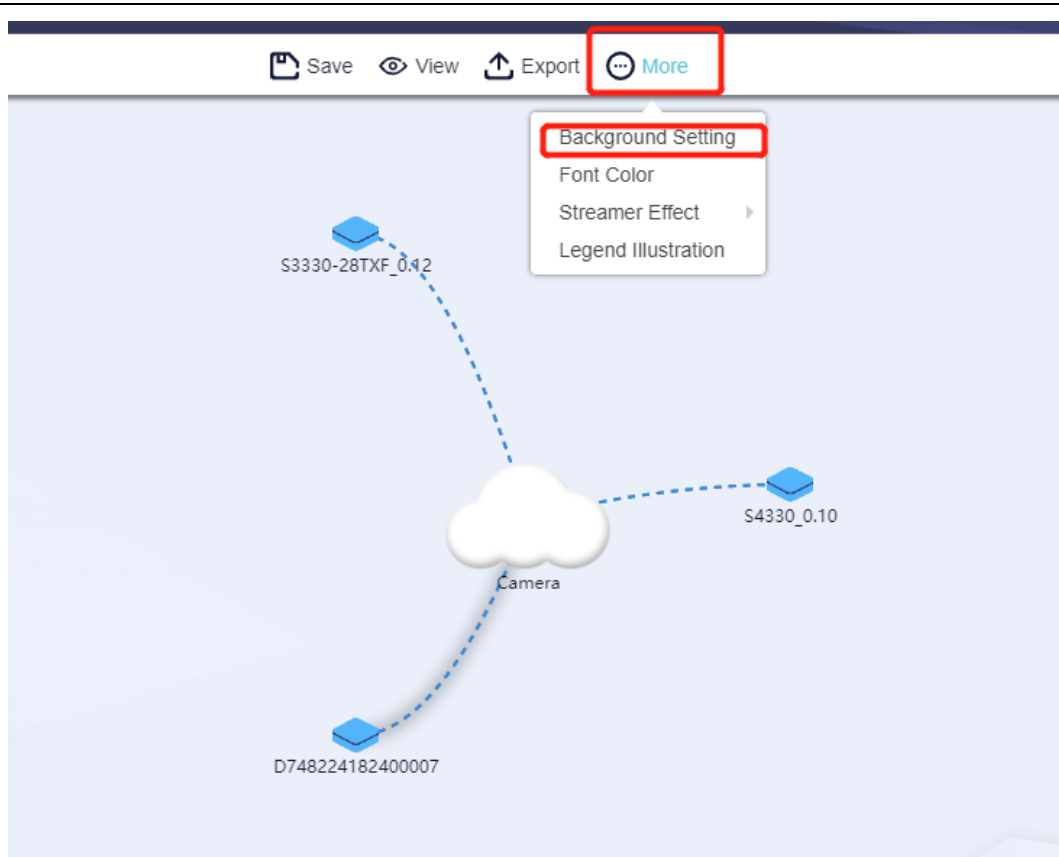 Save View Export More
Background Setting
Font Color
Streamer Effect
Legend Illustration
S3330-28TXF_0.12
S4330_0.10
Camera
D748224182400007